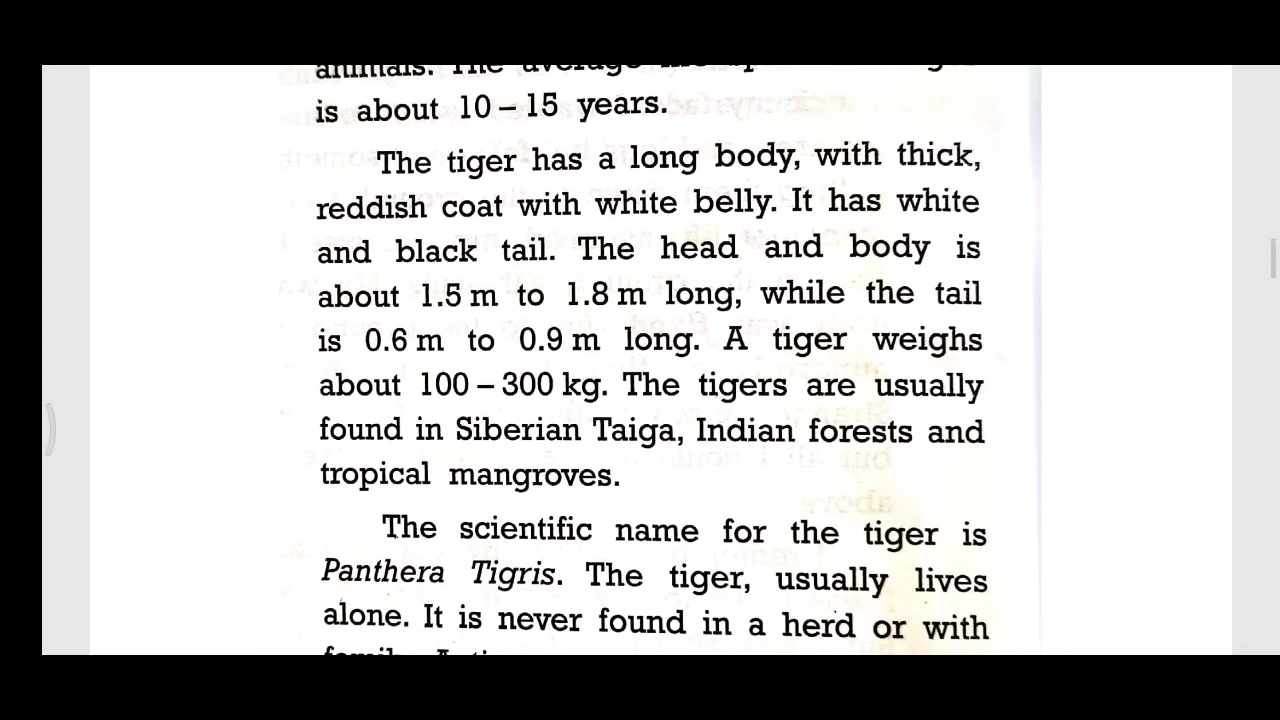 animals. The average
is about 10 – 15 years.
The tiger has a long body, with thick,
reddish coat with white belly. It has white
and black tail. The head and body is
about 1.5 m to 1.8 m long, while the tail
is 0.6 m to 0.9 m long. A tiger weighs
about 100 – 300 kg. The tigers are usually
found in Siberian Taiga, Indian forests and
tropical mangroves.
The scientific name for the tiger is
Panthera Tigris. The tiger, usually lives
alone. It is never found in a herd or with